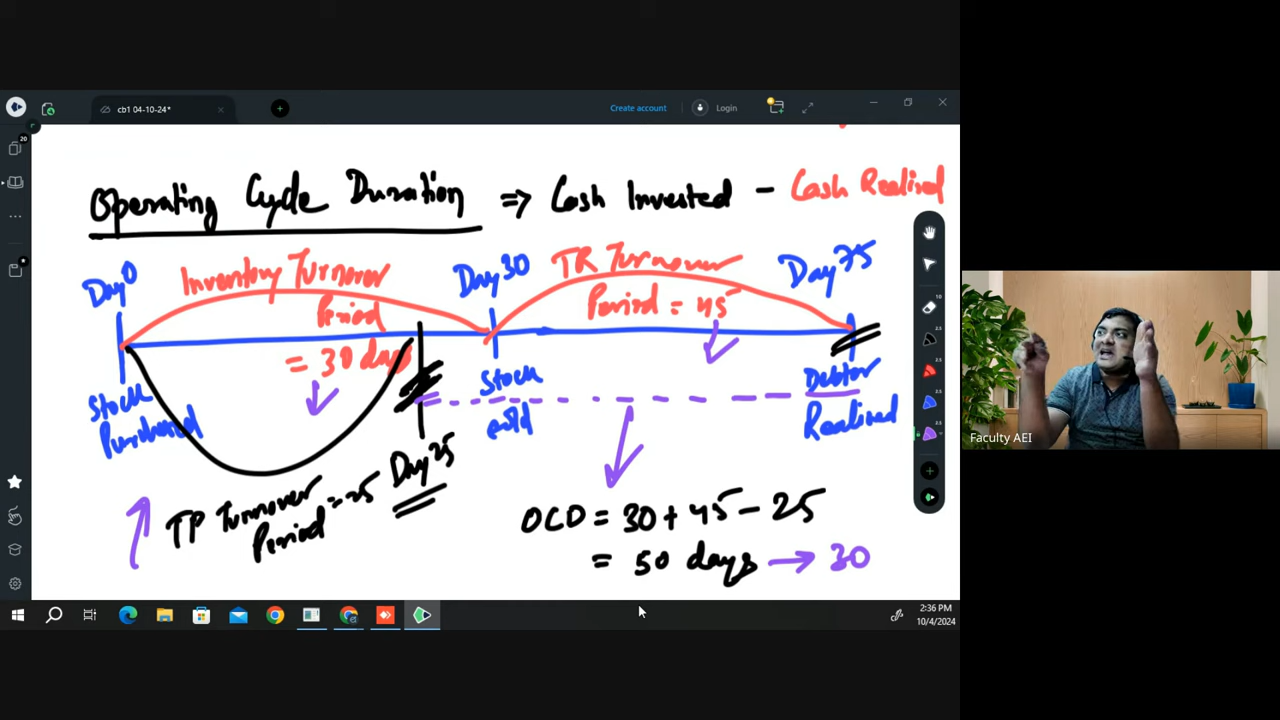 cb1 04-10-24*
Create account
Login
20
Operating Cycle Duration => Cash Invested - Cash Realised
Day 0
Inventory Turnover
Period
= 30 days
Day 30
TR Turnover
Period = 45
Day 75
Stock
Purchased
Stock
sold
Debtor
Realised
TP Turnover
Period = 25
Day 25
OCD = 30 + 45 - 25
= 50 days → 30
Faculty AEI
2:36 PM
10/4/2024